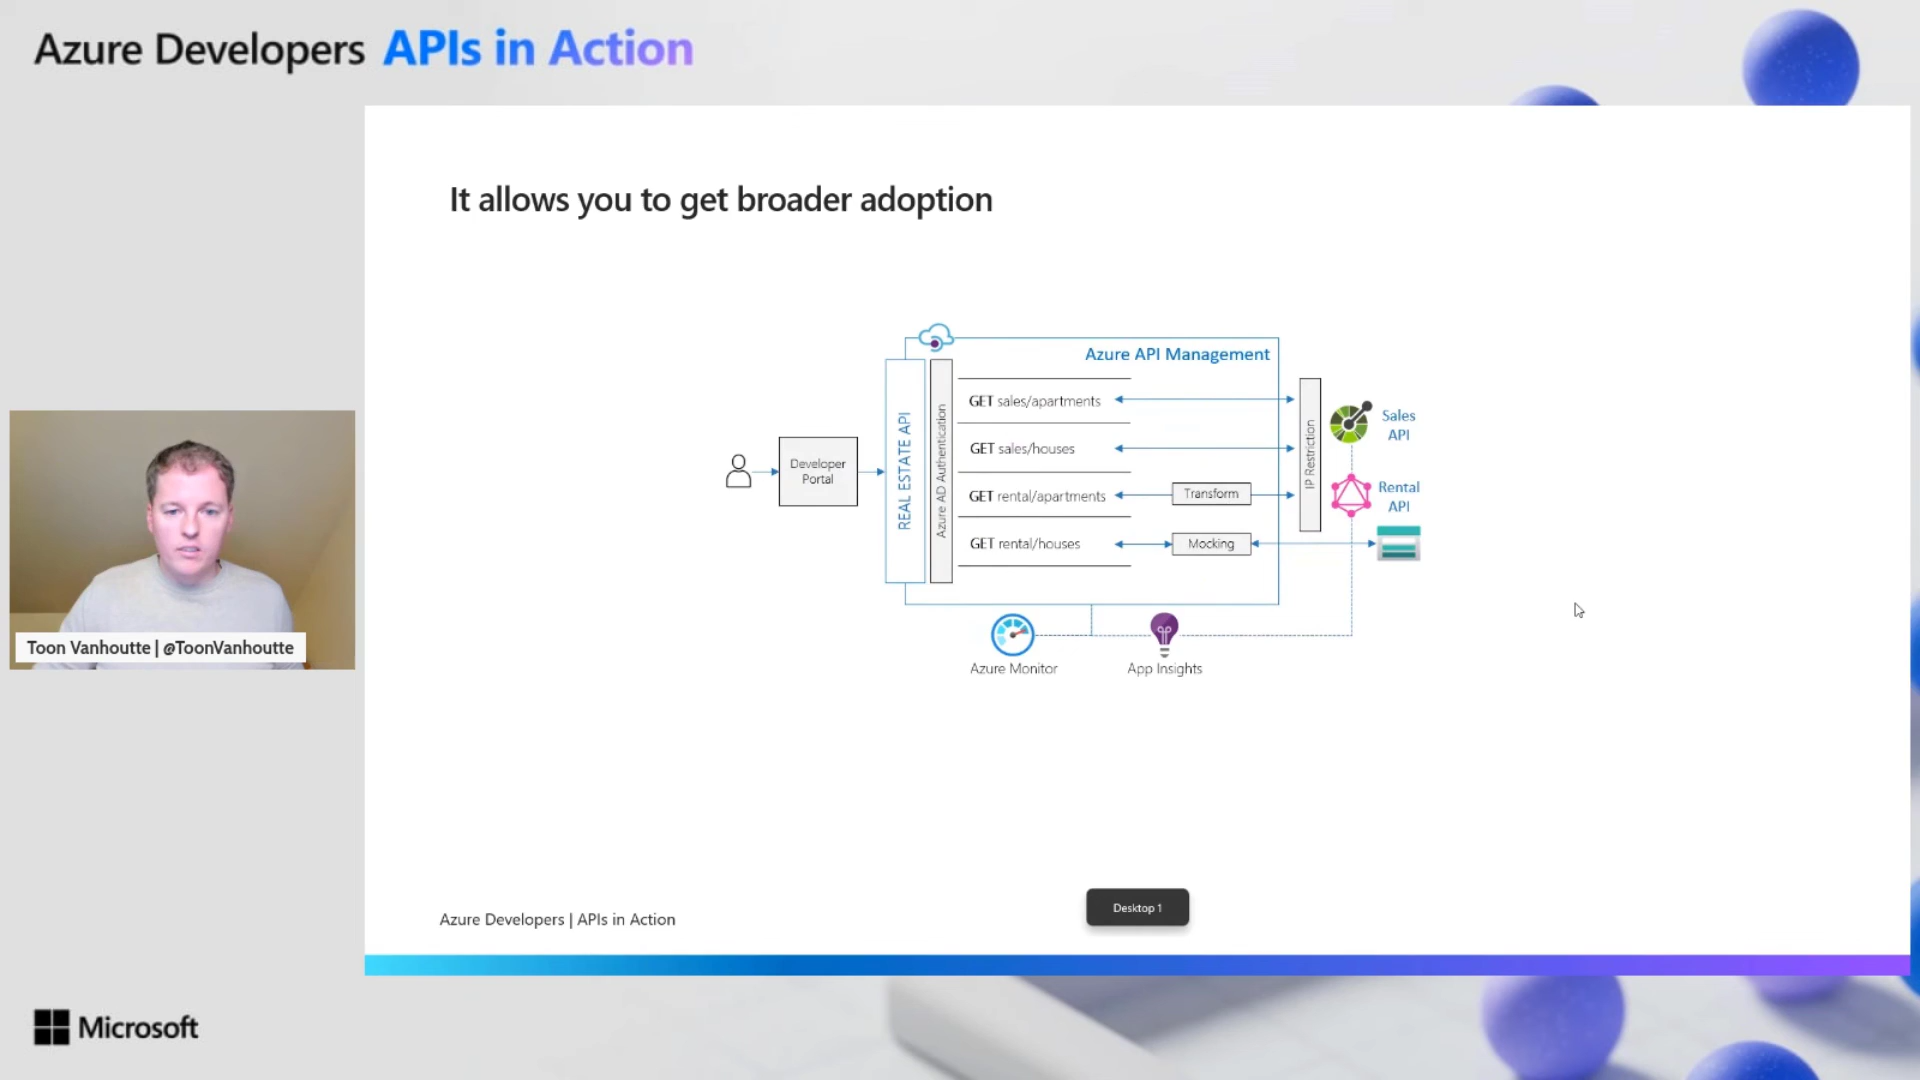 Azure Developers APIs in Action
It allows you to get broader adoption
Azure API Management
REAL ESTATE API
Azure AD Authentication
GET sales/apartments
GET sales/houses
GET rental/apartments
GET rental/houses
Developer
Portal
Transform
Mocking
IP Restriction
Sales
API
Rental
API
Azure Monitor
App Insights
Toon Vanhoutte | @ToonVanhoutte
Desktop 1
Azure Developers | APIs in Action
Microsoft